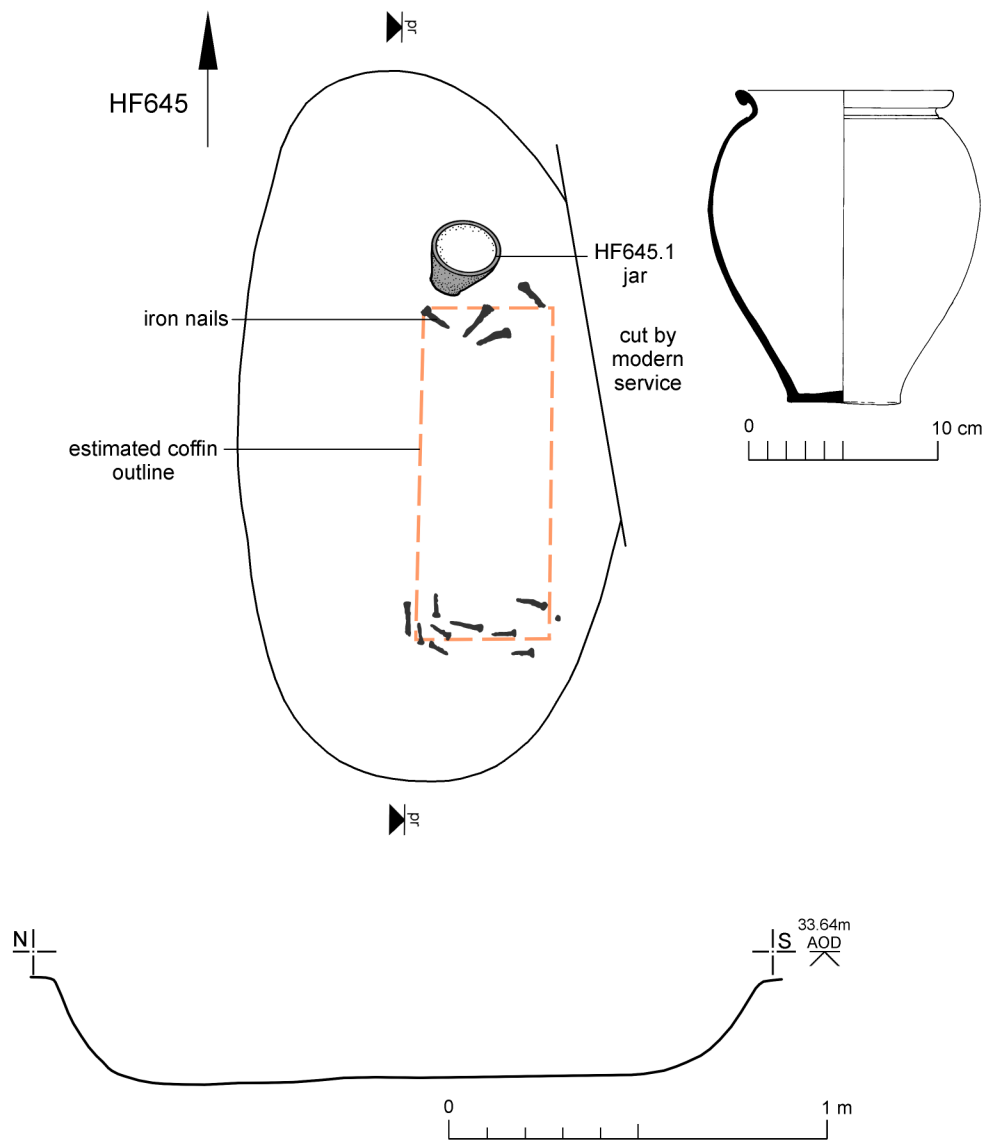 pr
HF645
HF645.1
jar
iron nails
cut by
modern
service
0
10 cm
estimated coffin
outline
pr
N
S
33.64m
AOD
0
1 m